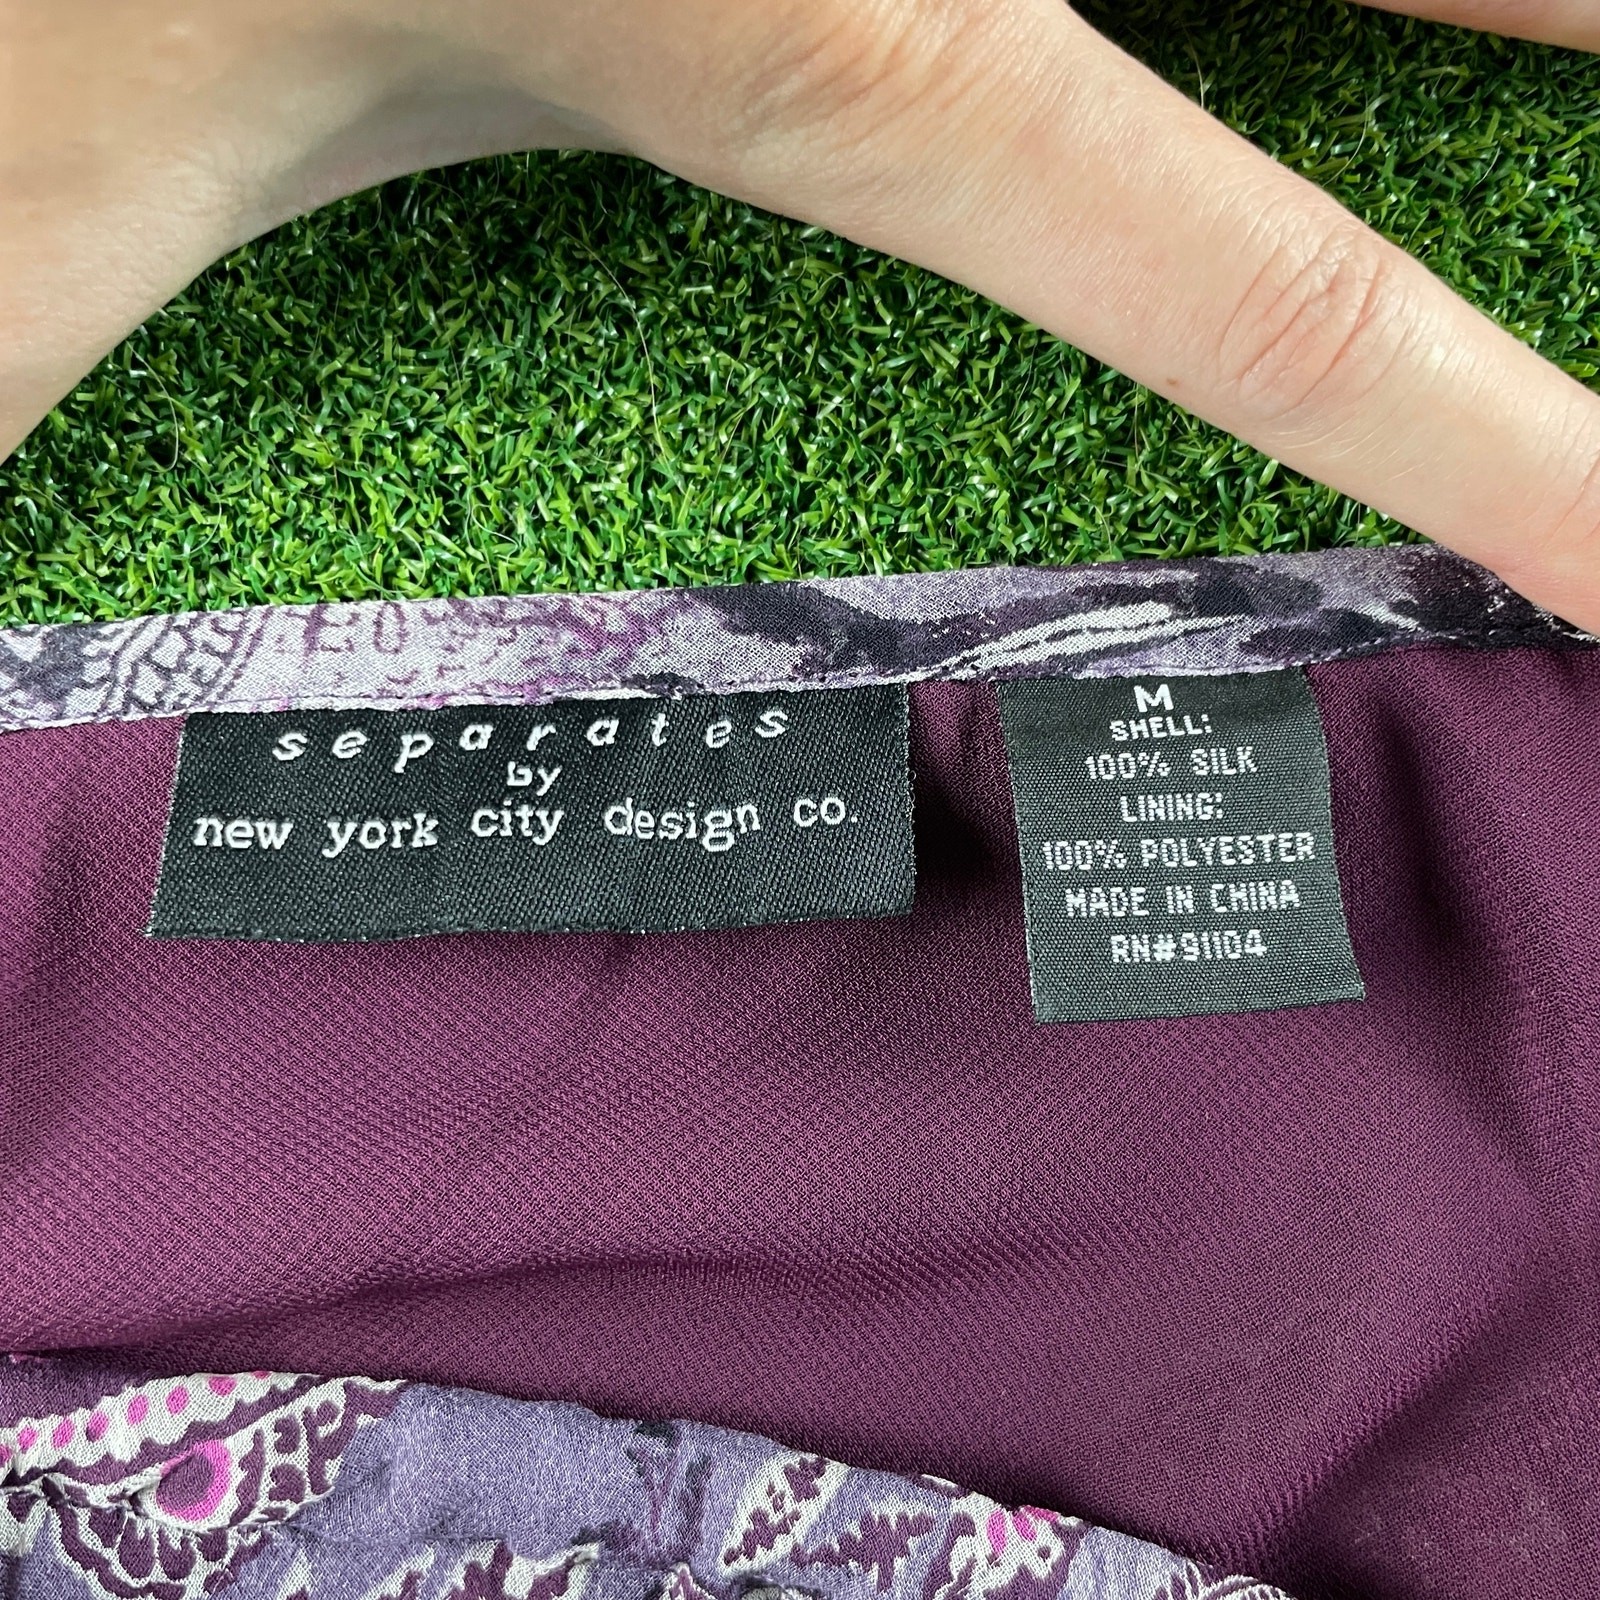 separates
by
new york city design co.
M
SHELL:
100% SILK
LINING:
100% POLYESTER
MADE IN CHINA
RN#91104